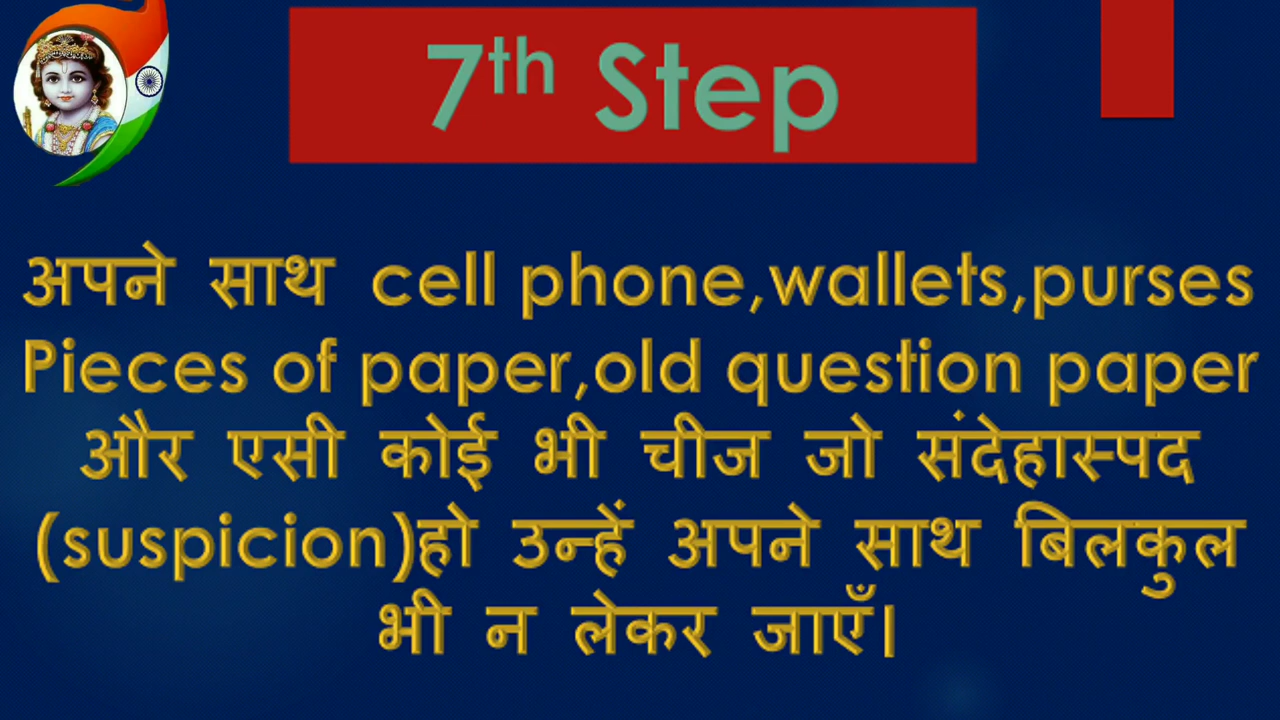 7th Step
अपने साथ cell phone,wallets,purses
Pieces of paper,old question paper
और एसी कोई भी चीज जो संदेहास्पद
(suspicion)हो उन्हें अपने साथ बिलकुल
भी न लेकर जाएँ।